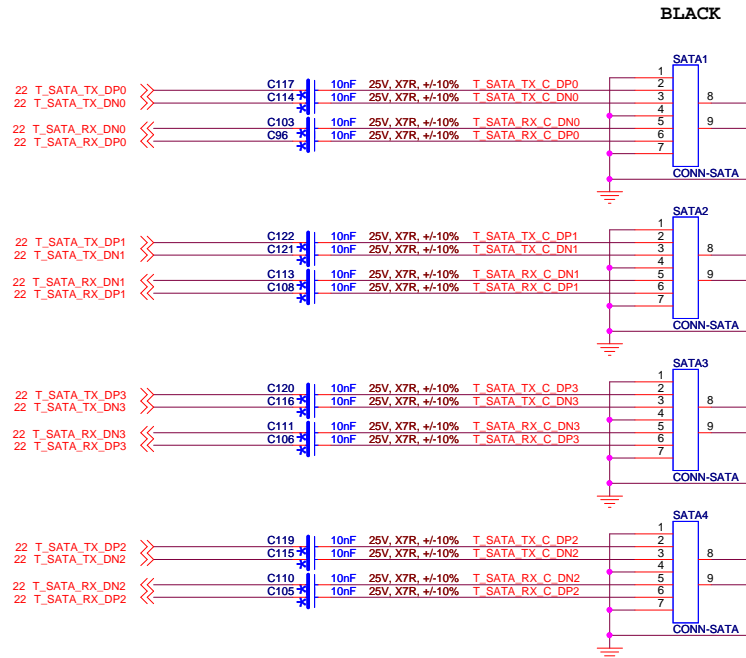 BLACK
SATA1
1
22 T_SATA_TX_DP0 C117 10nF 25V, X7R, +/-10% T_SATA_TX_C_DP0 2
22 T_SATA_TX_DN0 C114 10nF 25V, X7R, +/-10% T_SATA_TX_C_DN0 3 8
4
22 T_SATA_RX_DN0 C103 10nF 25V, X7R, +/-10% T_SATA_RX_C_DN0 5 9
22 T_SATA_RX_DP0 C96 10nF 25V, X7R, +/-10% T_SATA_RX_C_DP0 6
7
CONN-SATA
SATA2
1
22 T_SATA_TX_DP1 C122 10nF 25V, X7R, +/-10% T_SATA_TX_C_DP1 2
22 T_SATA_TX_DN1 C121 10nF 25V, X7R, +/-10% T_SATA_TX_C_DN1 3 8
4
22 T_SATA_RX_DN1 C113 10nF 25V, X7R, +/-10% T_SATA_RX_C_DN1 5 9
22 T_SATA_RX_DP1 C108 10nF 25V, X7R, +/-10% T_SATA_RX_C_DP1 6
7
CONN-SATA
SATA3
1
22 T_SATA_TX_DP3 C120 10nF 25V, X7R, +/-10% T_SATA_TX_C_DP3 2
22 T_SATA_TX_DN3 C116 10nF 25V, X7R, +/-10% T_SATA_TX_C_DN3 3 8
4
22 T_SATA_RX_DN3 C111 10nF 25V, X7R, +/-10% T_SATA_RX_C_DN3 5 9
22 T_SATA_RX_DP3 C106 10nF 25V, X7R, +/-10% T_SATA_RX_C_DP3 6
7
CONN-SATA
SATA4
1
22 T_SATA_TX_DP2 C119 10nF 25V, X7R, +/-10% T_SATA_TX_C_DP2 2
22 T_SATA_TX_DN2 C115 10nF 25V, X7R, +/-10% T_SATA_TX_C_DN2 3 8
4
22 T_SATA_RX_DN2 C110 10nF 25V, X7R, +/-10% T_SATA_RX_C_DN2 5 9
22 T_SATA_RX_DP2 C105 10nF 25V, X7R, +/-10% T_SATA_RX_C_DP2 6
7
CONN-SATA